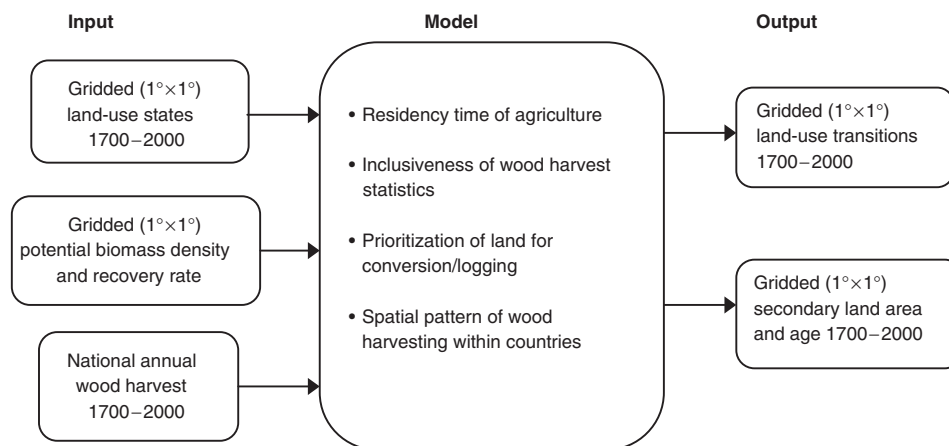 Input
Model
Output
Gridded (1°×1°)
land-use states
1700–2000
Gridded (1°×1°)
potential biomass density
and recovery rate
National annual
wood harvest
1700–2000
• Residency time of agriculture
• Inclusiveness of wood harvest
statistics
• Prioritization of land for
conversion/logging
• Spatial pattern of wood
harvesting within countries
Gridded (1°×1°)
land-use transitions
1700–2000
Gridded (1°×1°)
secondary land area
and age 1700–2000